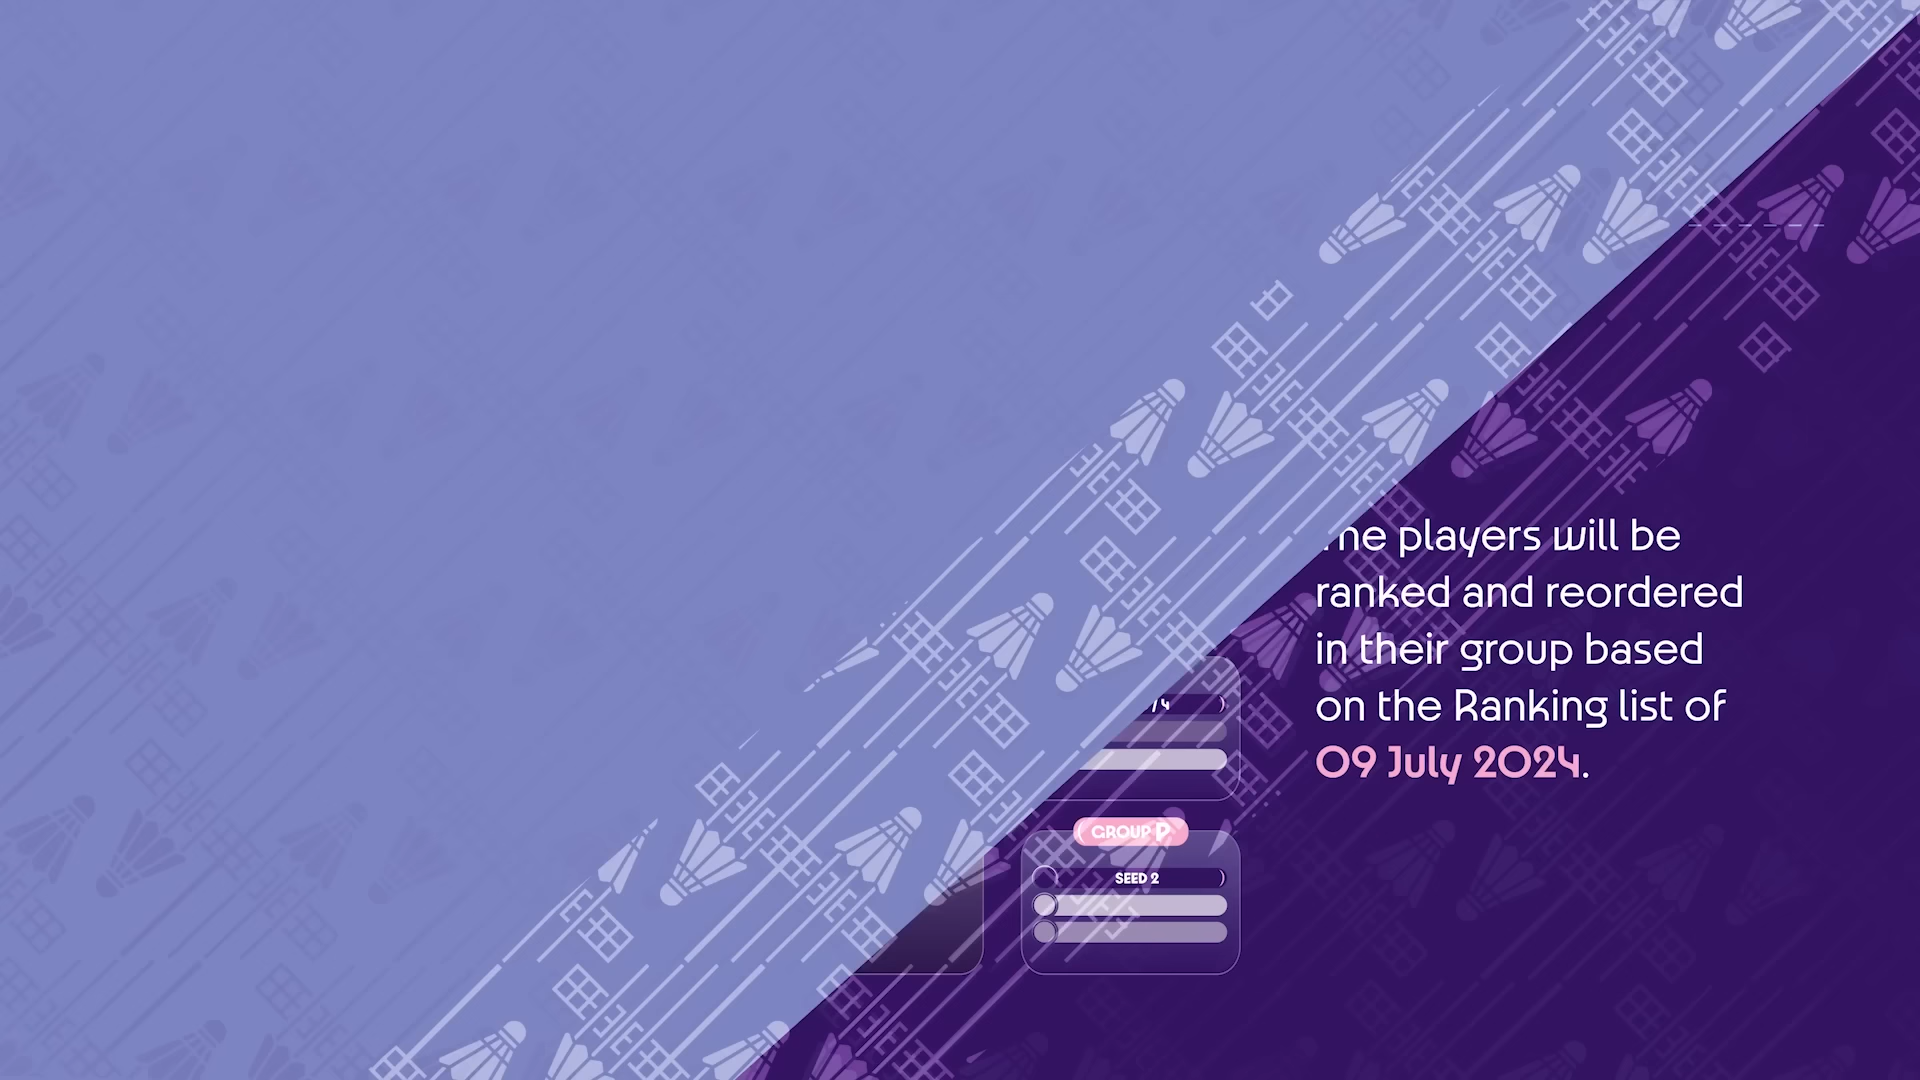 players will be
ranked and reordered
in their group based
on the Ranking list of
09 July 2024.
GROUP P
SEED 2